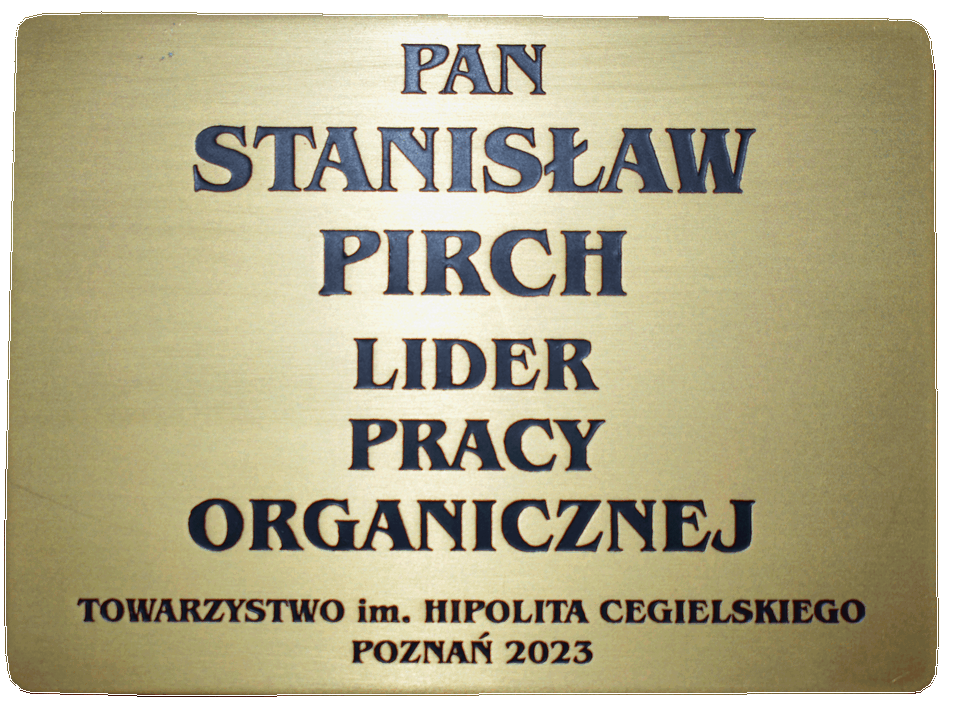 PAN
STANISŁAW
PIRCH
LIDER
PRACY
ORGANICZNEJ
TOWARZYSTWO im. HIPOLITA CEGIELSKIEGO
POZNAŃ 2023